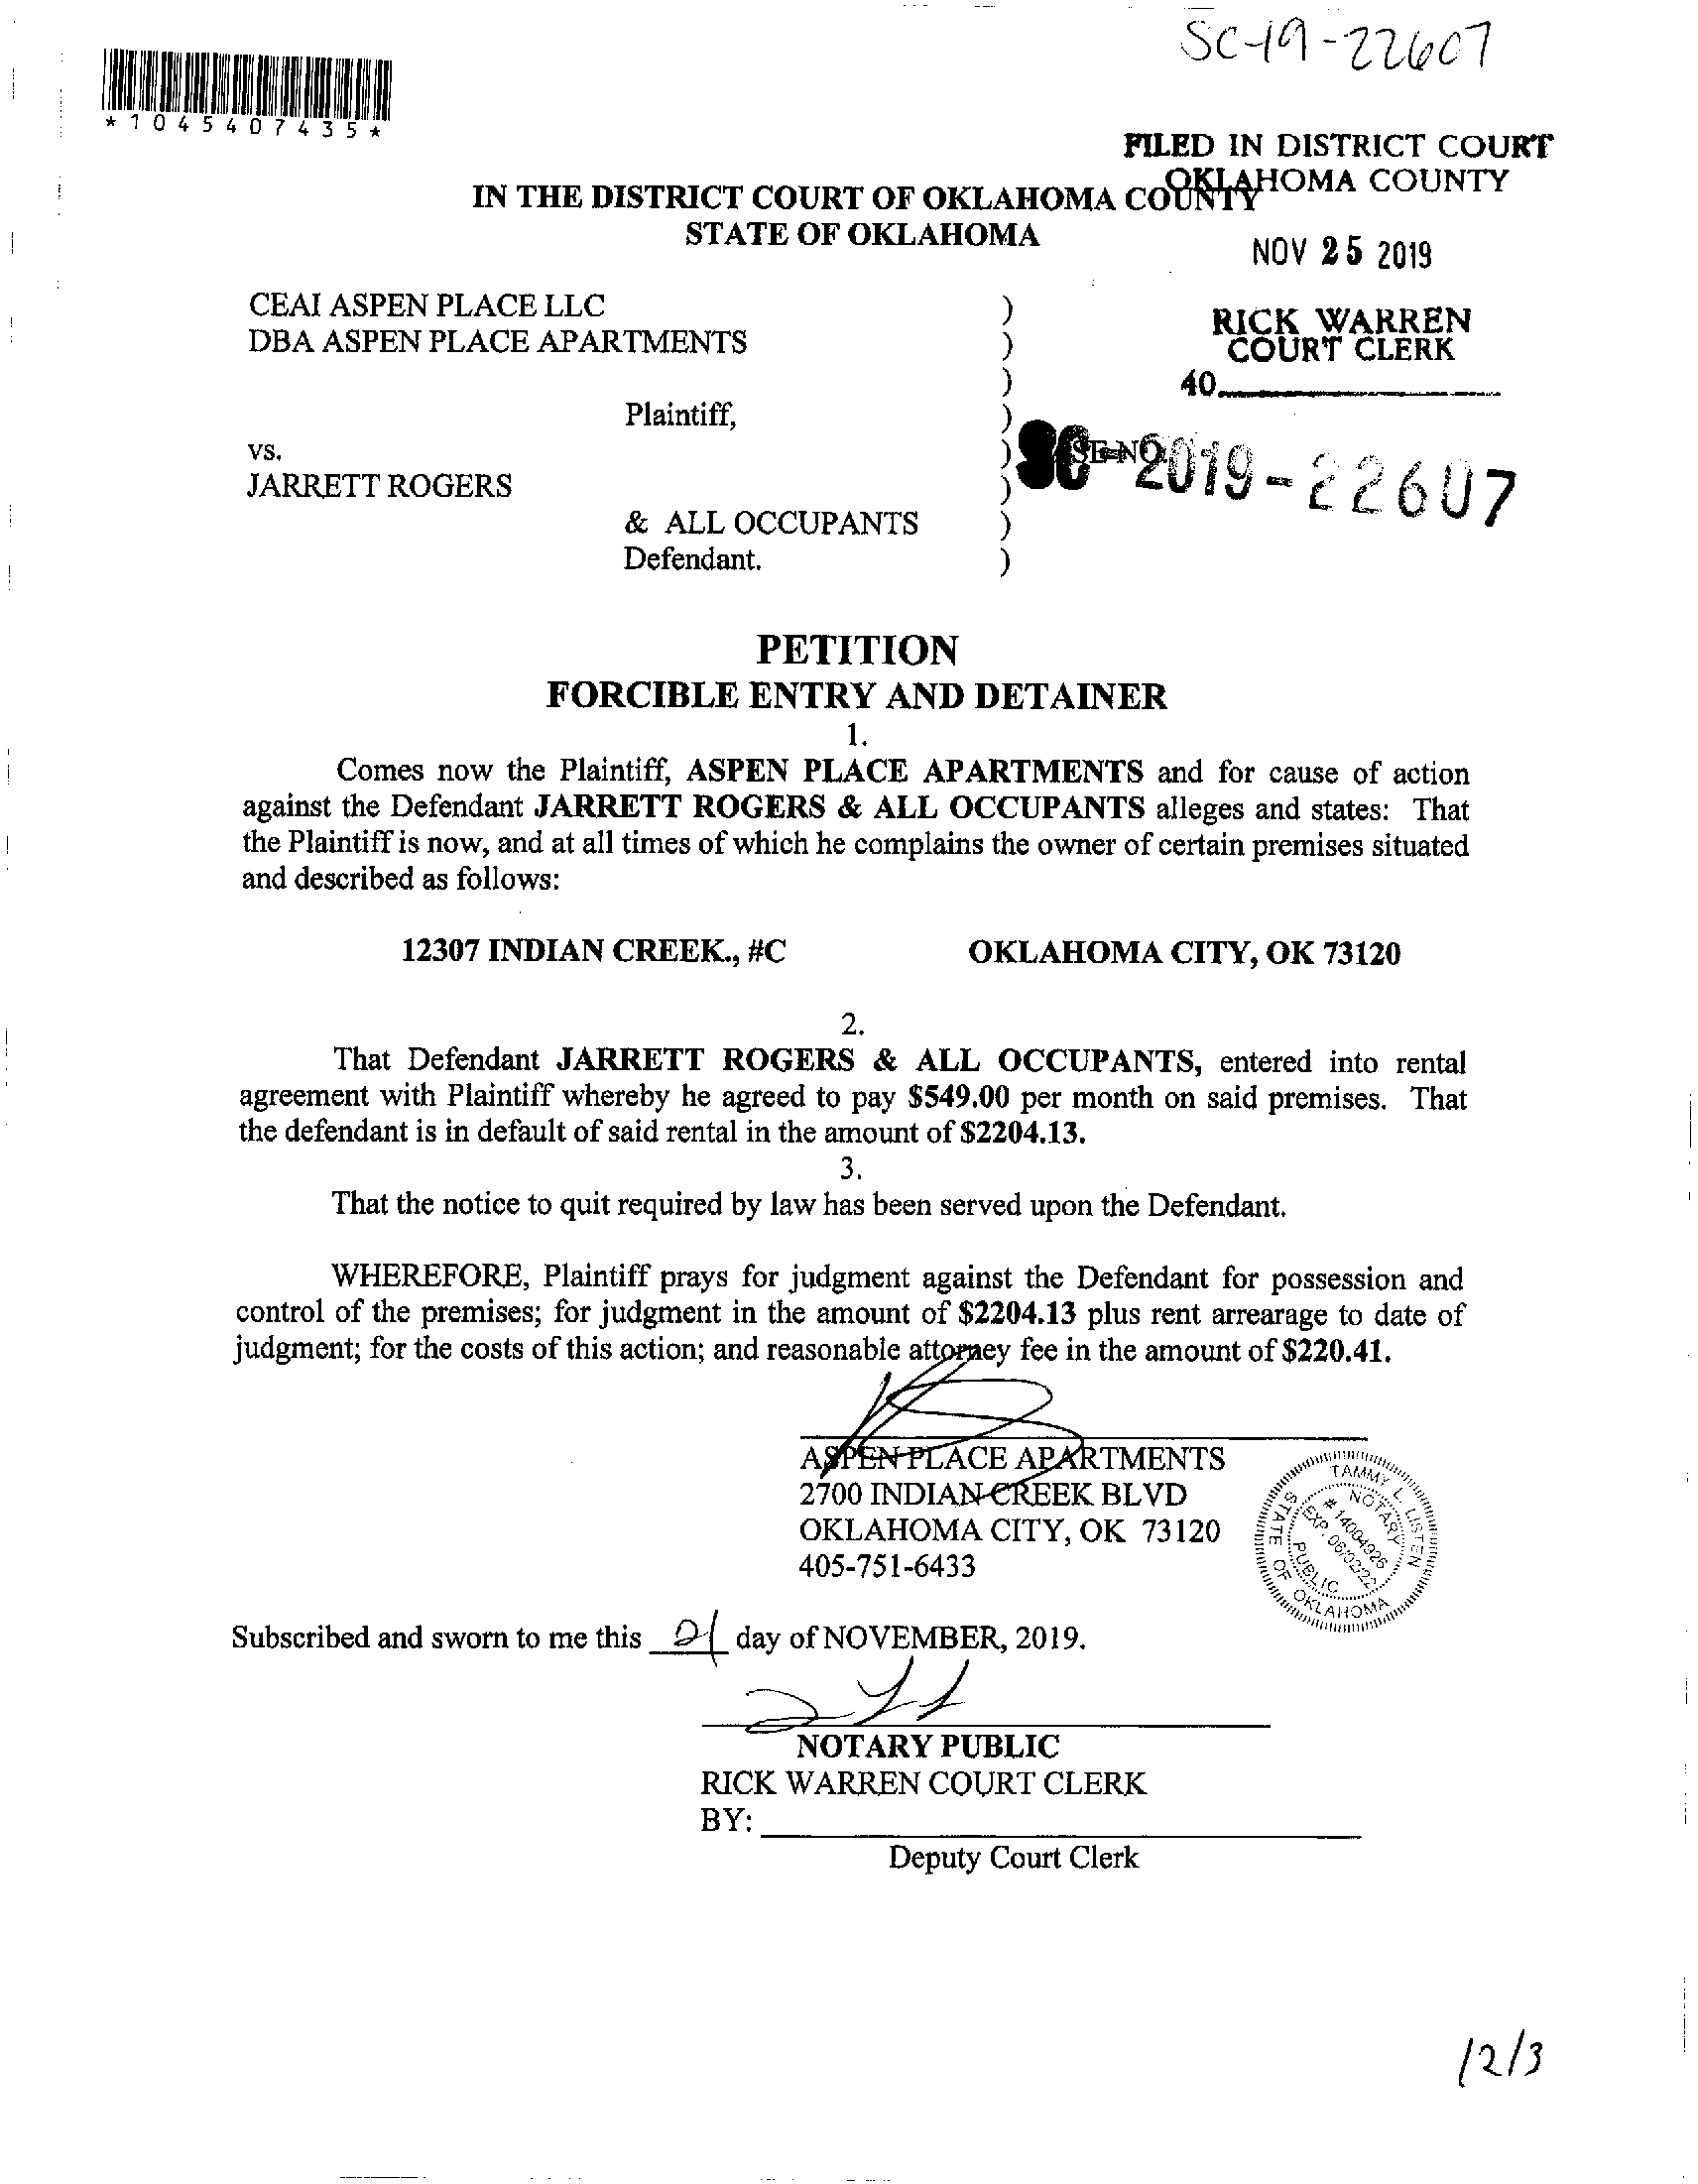 SC-19-22607
*1045407435*
FILED IN DISTRICT COURT
OKLAHOMA COUNTY
IN THE DISTRICT COURT OF OKLAHOMA COUNTY
STATE OF OKLAHOMA
NOV 25 2019
CEAI ASPEN PLACE LLC )
DBA ASPEN PLACE APARTMENTS )
)
RICK WARREN
COURT CLERK
40
Plaintiff, )
vs. )
SC-2019-22607
JARRETT ROGERS )
& ALL OCCUPANTS )
Defendant. )
PETITION
FORCIBLE ENTRY AND DETAINER
1.
Comes now the Plaintiff, ASPEN PLACE APARTMENTS and for cause of action
against the Defendant JARRETT ROGERS & ALL OCCUPANTS alleges and states: That
the Plaintiff is now, and at all times of which he complains the owner of certain premises situated
and described as follows:
12307 INDIAN CREEK., #C OKLAHOMA CITY, OK 73120
2.
That Defendant JARRETT ROGERS & ALL OCCUPANTS, entered into rental
agreement with Plaintiff whereby he agreed to pay $549.00 per month on said premises. That
the defendant is in default of said rental in the amount of $2204.13.
3.
That the notice to quit required by law has been served upon the Defendant.
WHEREFORE, Plaintiff prays for judgment against the Defendant for possession and
control of the premises; for judgment in the amount of $2204.13 plus rent arrearage to date of
judgment; for the costs of this action; and reasonable attorney fee in the amount of $220.41.
ASPEN PLACE APARTMENTS
2700 INDIAN CREEK BLVD
OKLAHOMA CITY, OK 73120
405-751-6433
TAMMY L. LISTEN
NOTARY
# 14004926
EXP. 06/02/22
PUBLIC
STATE OF OKLAHOMA
Subscribed and sworn to me this 21 day of NOVEMBER, 2019.
NOTARY PUBLIC
RICK WARREN COURT CLERK
BY:
Deputy Court Clerk
12/3